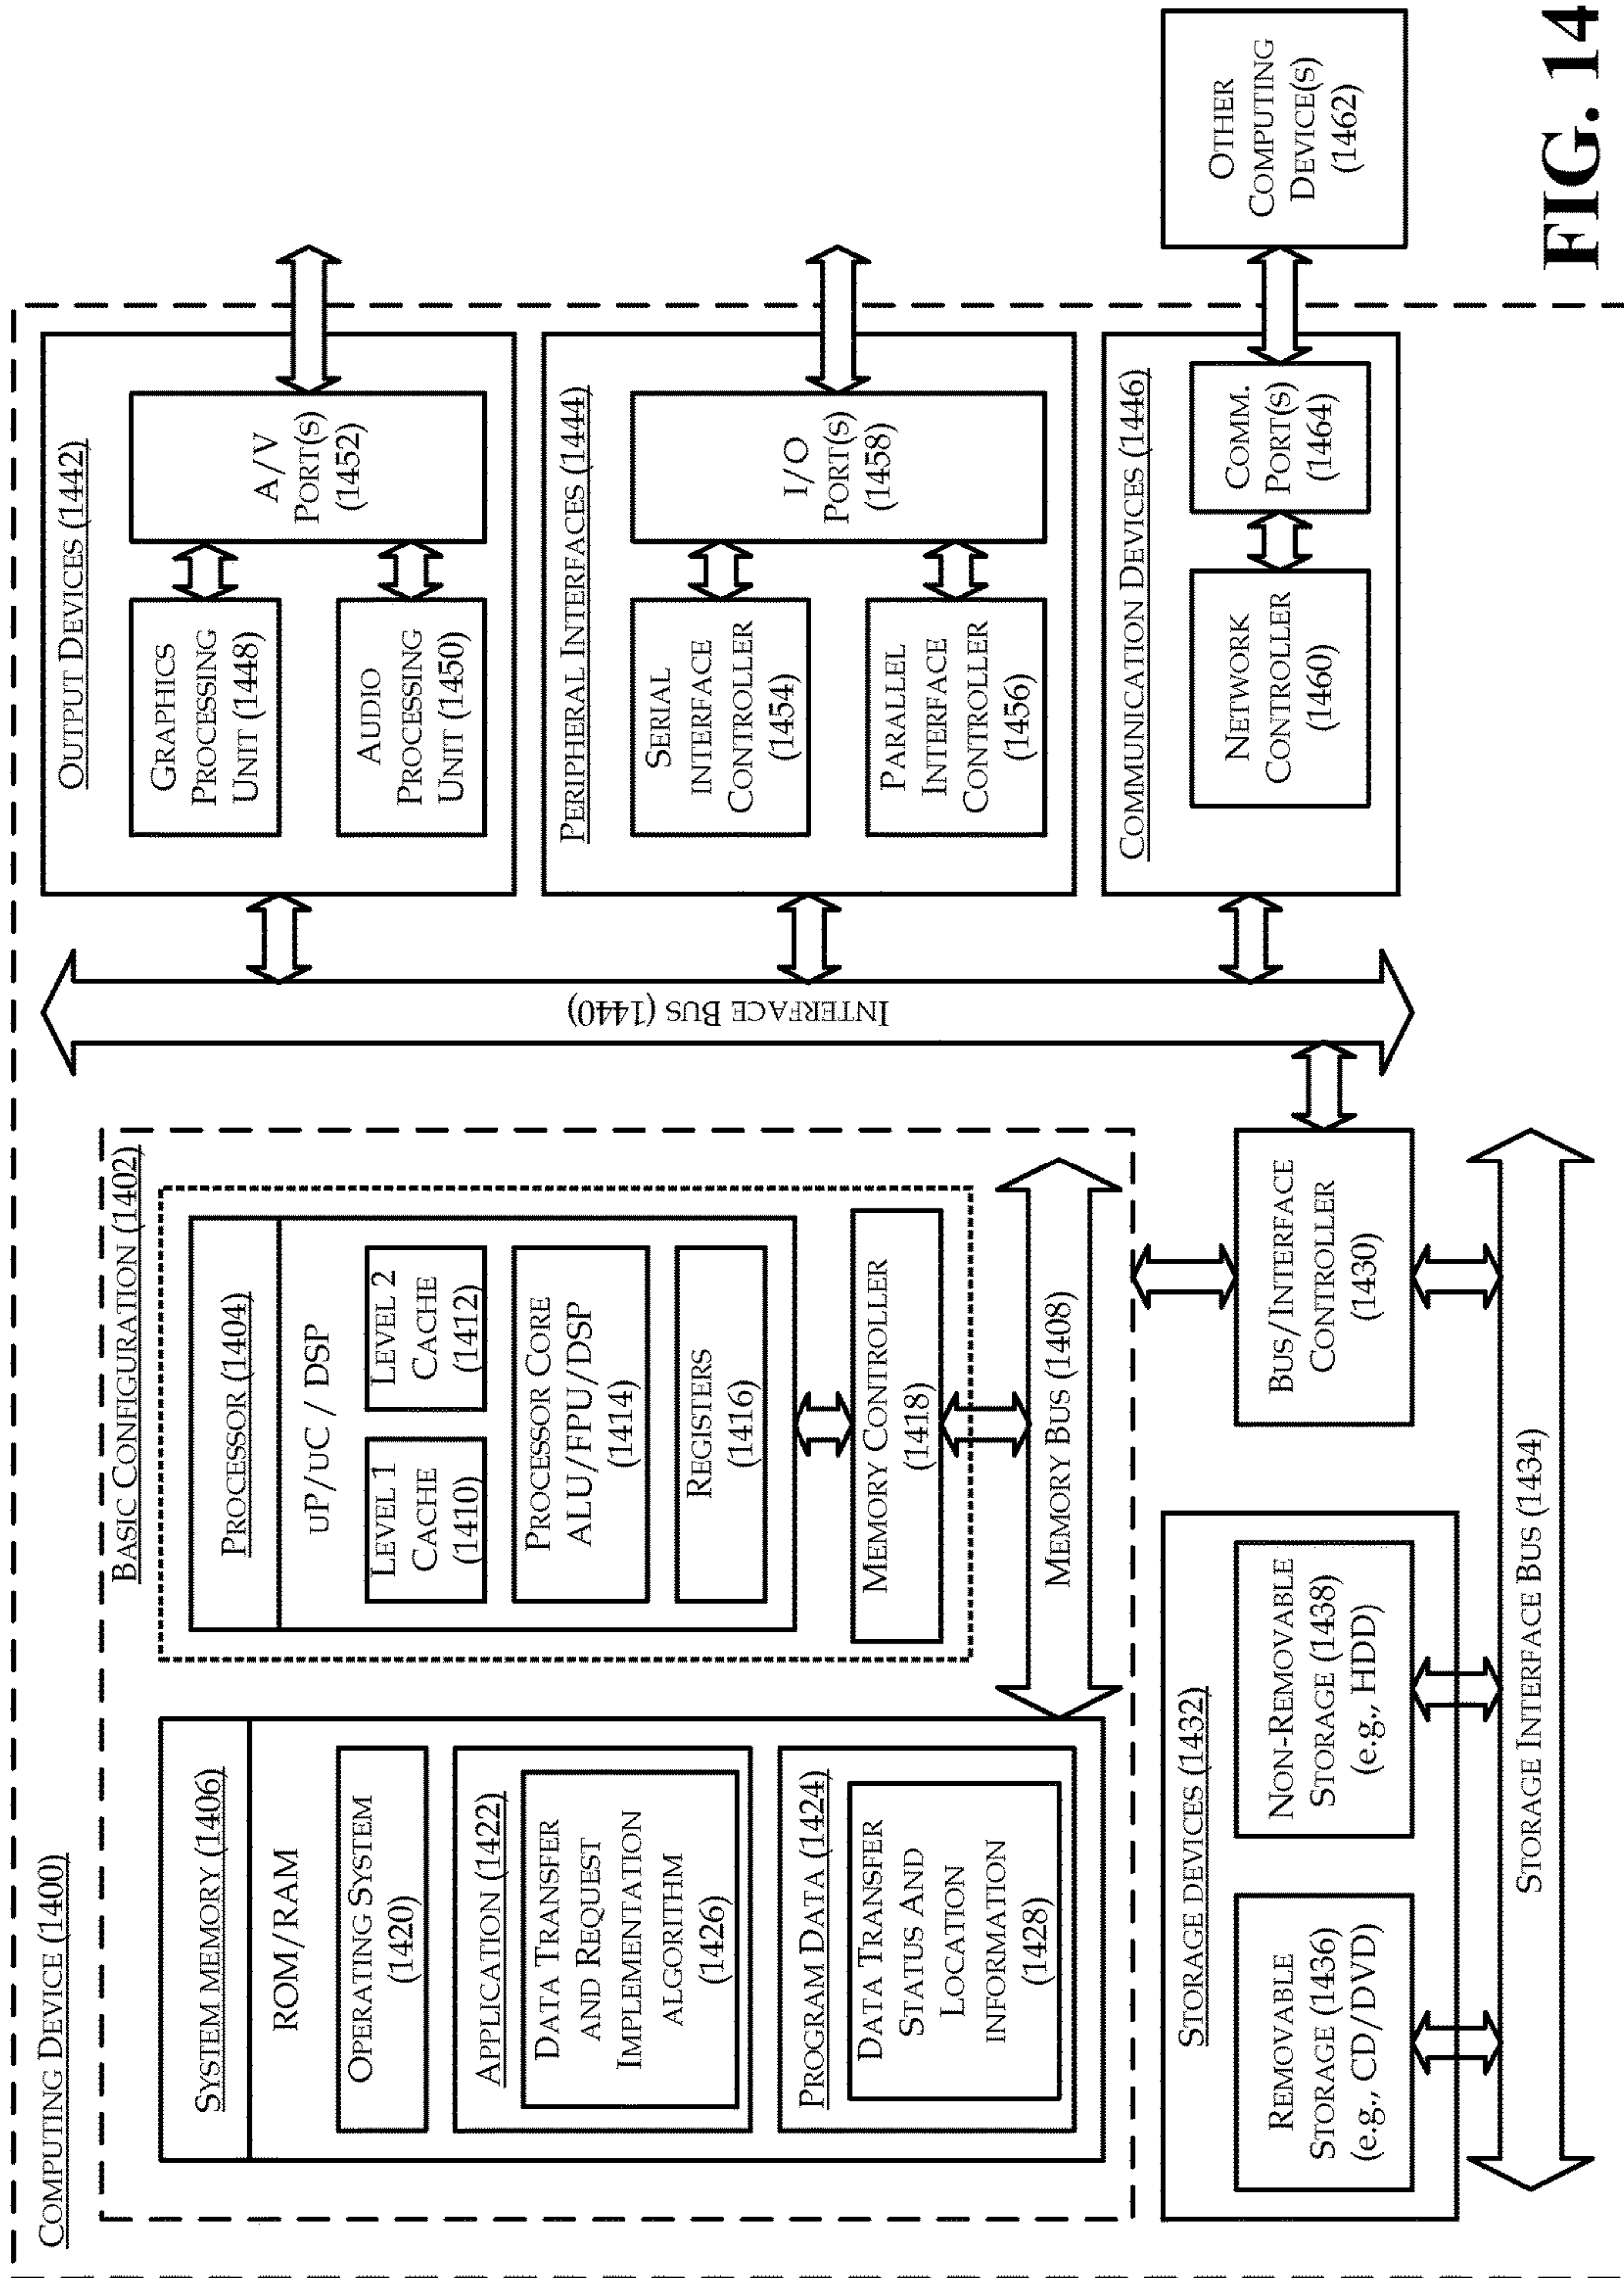 COMPUTING DEVICE (1400)
BASIC CONFIGURATION (1402)
SYSTEM MEMORY (1406)
ROM/RAM
OPERATING SYSTEM
(1420)
APPLICATION (1422)
DATA TRANSFER
AND REQUEST
IMPLEMENTATION
ALGORITHM
(1426)
PROGRAM DATA (1424)
DATA TRANSFER
STATUS AND
LOCATION
INFORMATION
(1428)
PROCESSOR (1404)
UP/UC / DSP
LEVEL 1
CACHE
(1410)
LEVEL 2
CACHE
(1412)
PROCESSOR CORE
ALU/FPU/DSP
(1414)
REGISTERS
(1416)
MEMORY CONTROLLER
(1418)
MEMORY BUS (1408)
STORAGE DEVICES (1432)
REMOVABLE
STORAGE (1436)
(e.g., CD/DVD)
NON-REMOVABLE
STORAGE (1438)
(e.g., HDD)
BUS/INTERFACE
CONTROLLER
(1430)
STORAGE INTERFACE BUS (1434)
INTERFACE BUS (1440)
OUTPUT DEVICES (1442)
GRAPHICS
PROCESSING
UNIT (1448)
AUDIO
PROCESSING
UNIT (1450)
A/V
PORT(S)
(1452)
PERIPHERAL INTERFACES (1444)
SERIAL
INTERFACE
CONTROLLER
(1454)
PARALLEL
INTERFACE
CONTROLLER
(1456)
I/O
PORT(S)
(1458)
COMMUNICATION DEVICES (1446)
NETWORK
CONTROLLER
(1460)
COMM.
PORT(S)
(1464)
OTHER
COMPUTING
DEVICE(S)
(1462)
FIG. 14